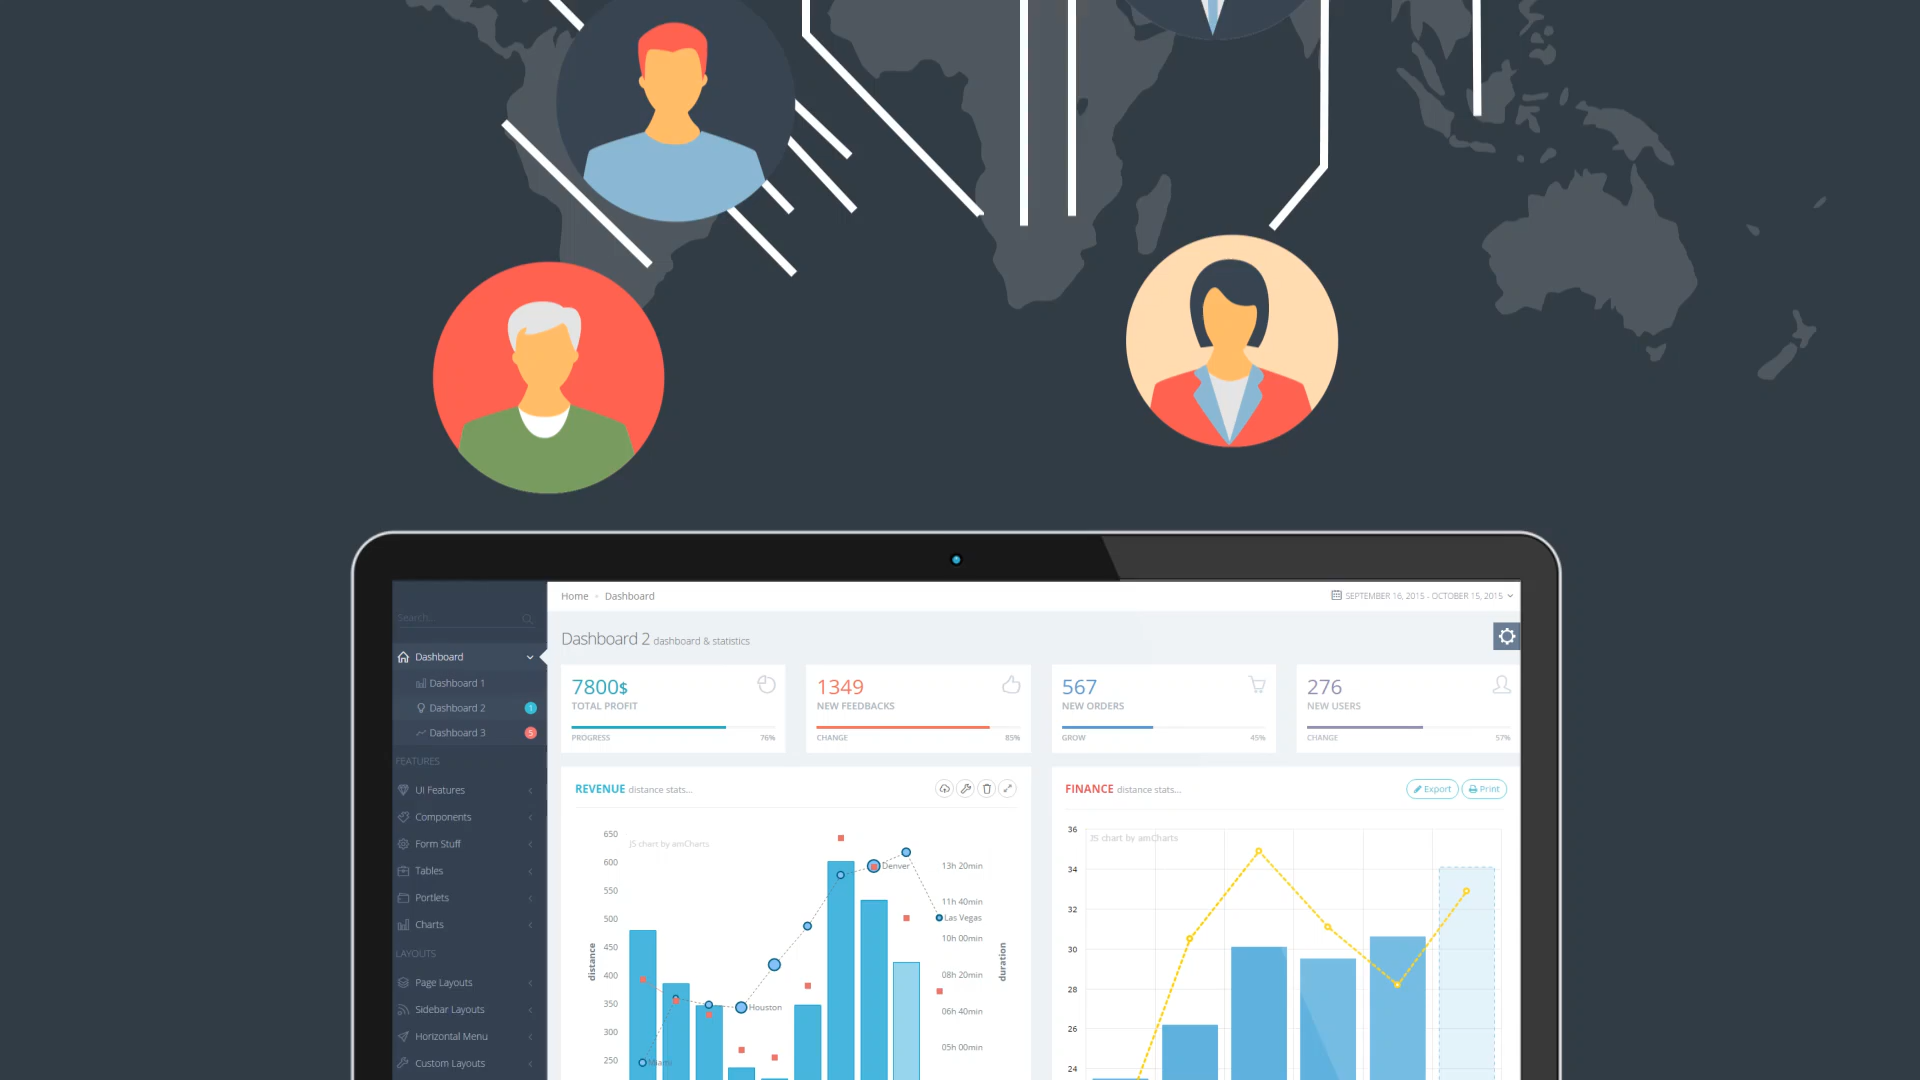 Search...
Home
Dashboard
SEPTEMBER 16, 2015 - OCTOBER 15, 2015
Dashboard 2 dashboard & statistics
Dashboard
Dashboard 1
Dashboard 2 1
Dashboard 3 5
FEATURES
UI Features
Components
Form Stuff
Tables
Portlets
Charts
LAYOUTS
Page Layouts
Sidebar Layouts
Horizontal Menu
Custom Layouts
7800$
TOTAL PROFIT
PROGRESS 76%
1349
NEW FEEDBACKS
CHANGE 85%
567
NEW ORDERS
GROW 45%
276
NEW USERS
CHANGE 57%
REVENUE distance stats...
JS chart by amCharts
650
600
550
500
450
400
350
300
250
distance
Miami
Houston
Denver
Las Vegas
13h 20min
11h 40min
10h 00min
08h 20min
06h 40min
05h 00min
duration
FINANCE distance stats...
Export
Print
JS chart by amCharts
36
34
32
30
28
26
24